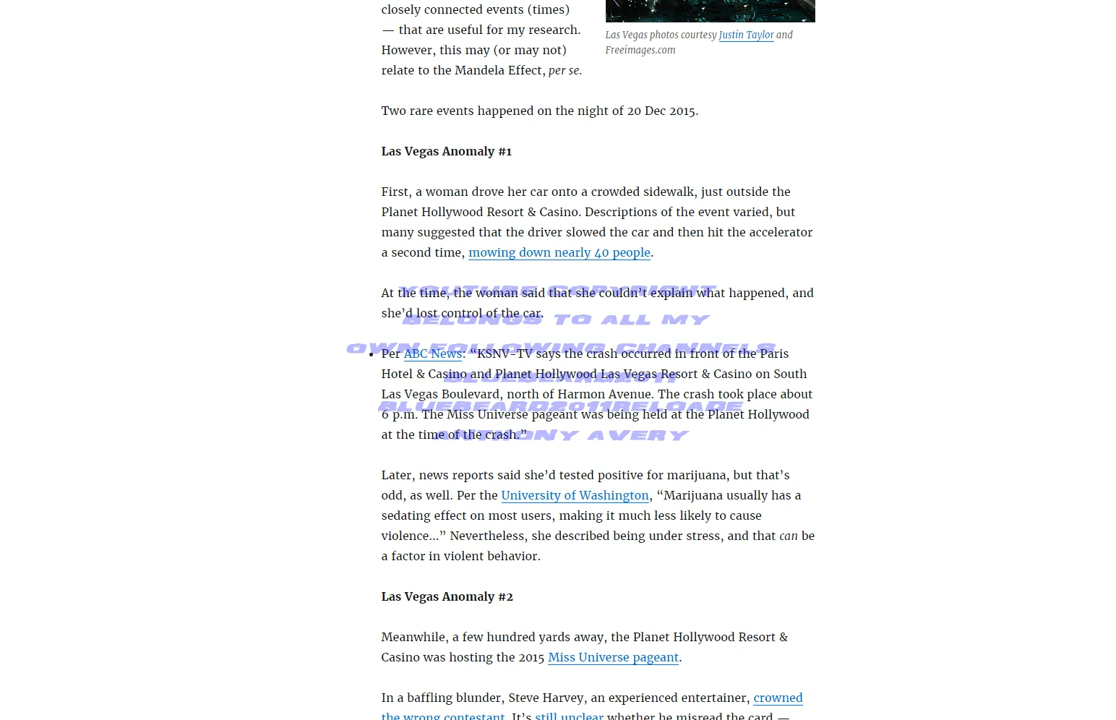 closely connected events (times)
— that are useful for my research.
However, this may (or may not)
relate to the Mandela Effect, per se.
Las Vegas photos courtesy Justin Taylor and
Freeimages.com
Two rare events happened on the night of 20 Dec 2015.
Las Vegas Anomaly #1
First, a woman drove her car onto a crowded sidewalk, just outside the
Planet Hollywood Resort & Casino. Descriptions of the event varied, but
many suggested that the driver slowed the car and then hit the accelerator
a second time, mowing down nearly 40 people.
At the time, the woman said that she couldn't explain what happened, and
she'd lost control of the car.
• Per ABC News: “KSNV-TV says the crash occurred in front of the Paris
Hotel & Casino and Planet Hollywood Las Vegas Resort & Casino on South
Las Vegas Boulevard, north of Harmon Avenue. The crash took place about
6 p.m. The Miss Universe pageant was being held at the Planet Hollywood
at the time of the crash.”
YOUTUBE COPYRIGHT
BELONGS TO ALL MY
OWN FOLLOWING CHANNELS
BLUEBEARD2011
BLUEBEARD2011RELOADE
ANTHONY AVERY
Later, news reports said she'd tested positive for marijuana, but that's
odd, as well. Per the University of Washington, “Marijuana usually has a
sedating effect on most users, making it much less likely to cause
violence...” Nevertheless, she described being under stress, and that can be
a factor in violent behavior.
Las Vegas Anomaly #2
Meanwhile, a few hundred yards away, the Planet Hollywood Resort &
Casino was hosting the 2015 Miss Universe pageant.
In a baffling blunder, Steve Harvey, an experienced entertainer, crowned
the wrong contestant. It's still unclear whether he misread the card —